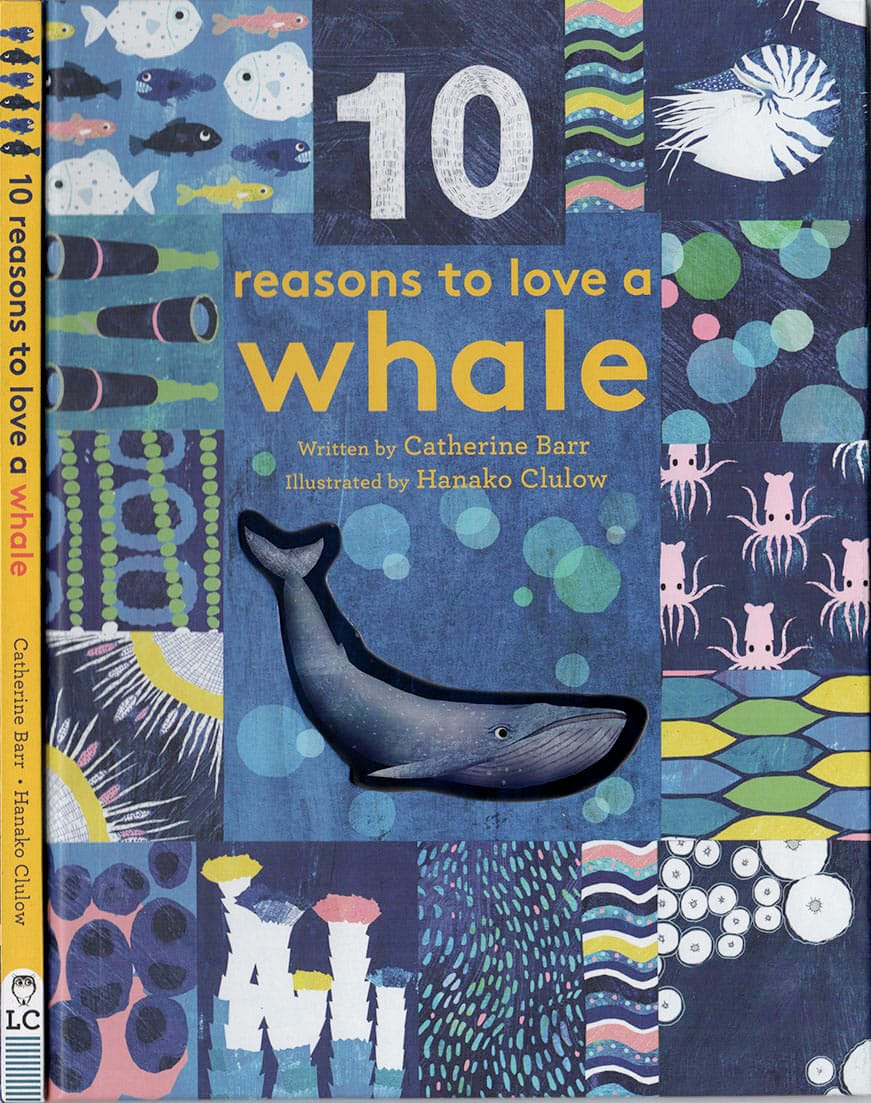 10 reasons to love a whale
Catherine Barr • Hanako Clulow
LC
10
reasons to love a
whale
Written by Catherine Barr
Illustrated by Hanako Clulow